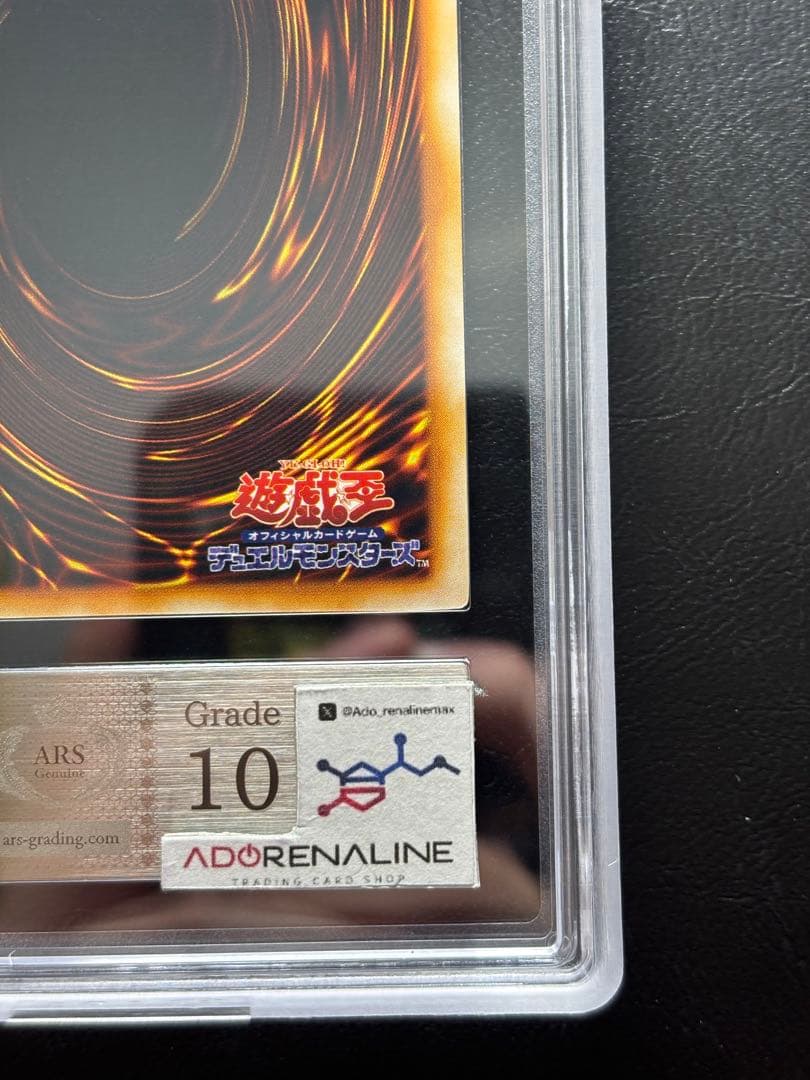 YU-GI-OH!
遊戯王
オフィシャルカードゲーム
デュエルモンスターズ™
ARS
Genuine
ars-grading.com
Grade
10
@Ado_renalinemax
ADORENALINE
TRADING CARD SHOP